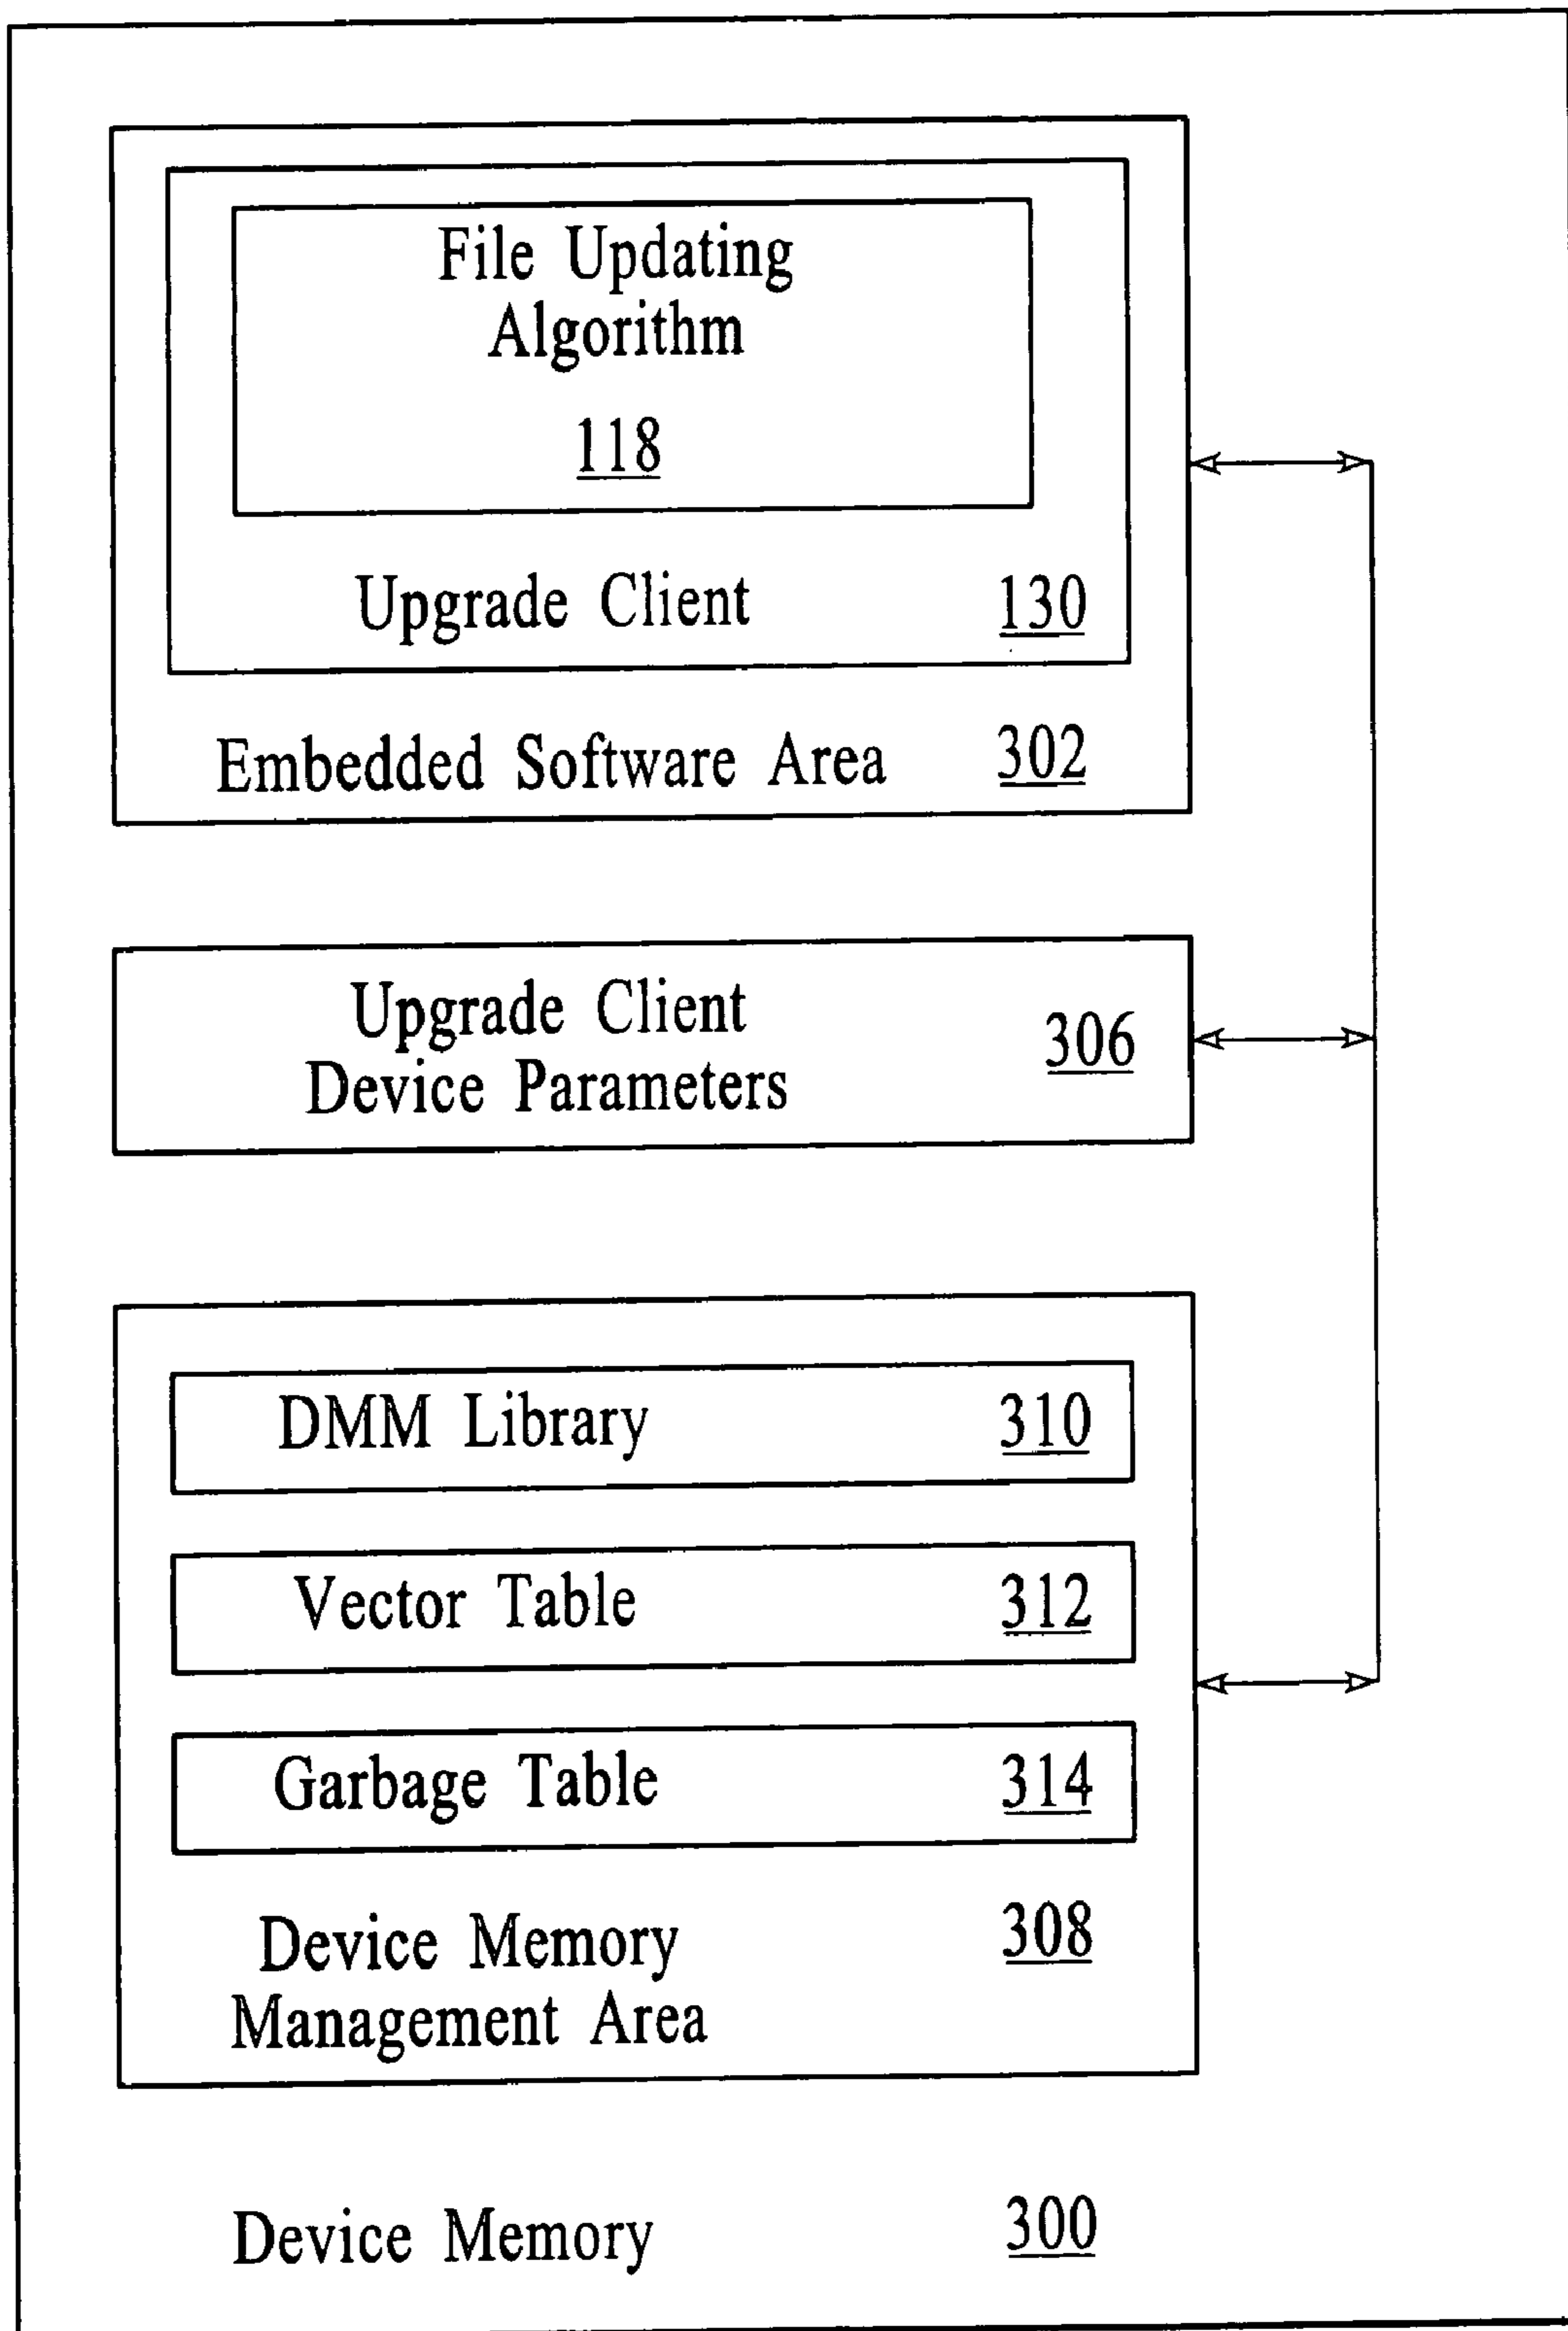 File Updating
Algorithm
118
Upgrade Client 130
Embedded Software Area 302
Upgrade Client
Device Parameters 306
DMM Library 310
Vector Table 312
Garbage Table 314
Device Memory 308
Management Area
Device Memory 300